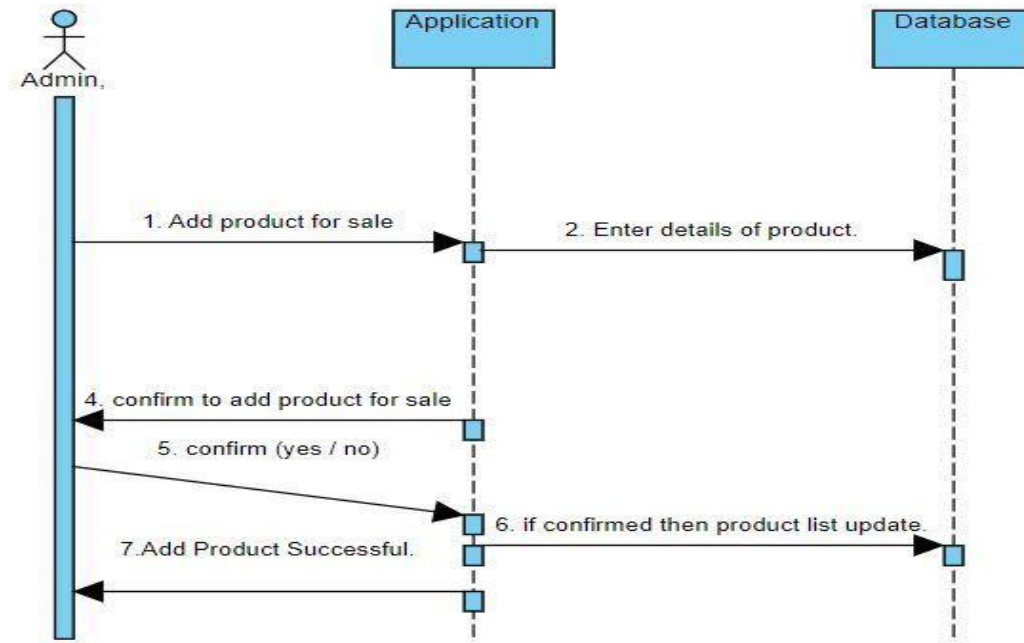 Application
Database
Admin,
1. Add product for sale
2. Enter details of product.
4. confirm to add product for sale
5. confirm (yes / no)
6. if confirmed then product list update.
7.Add Product Successful.